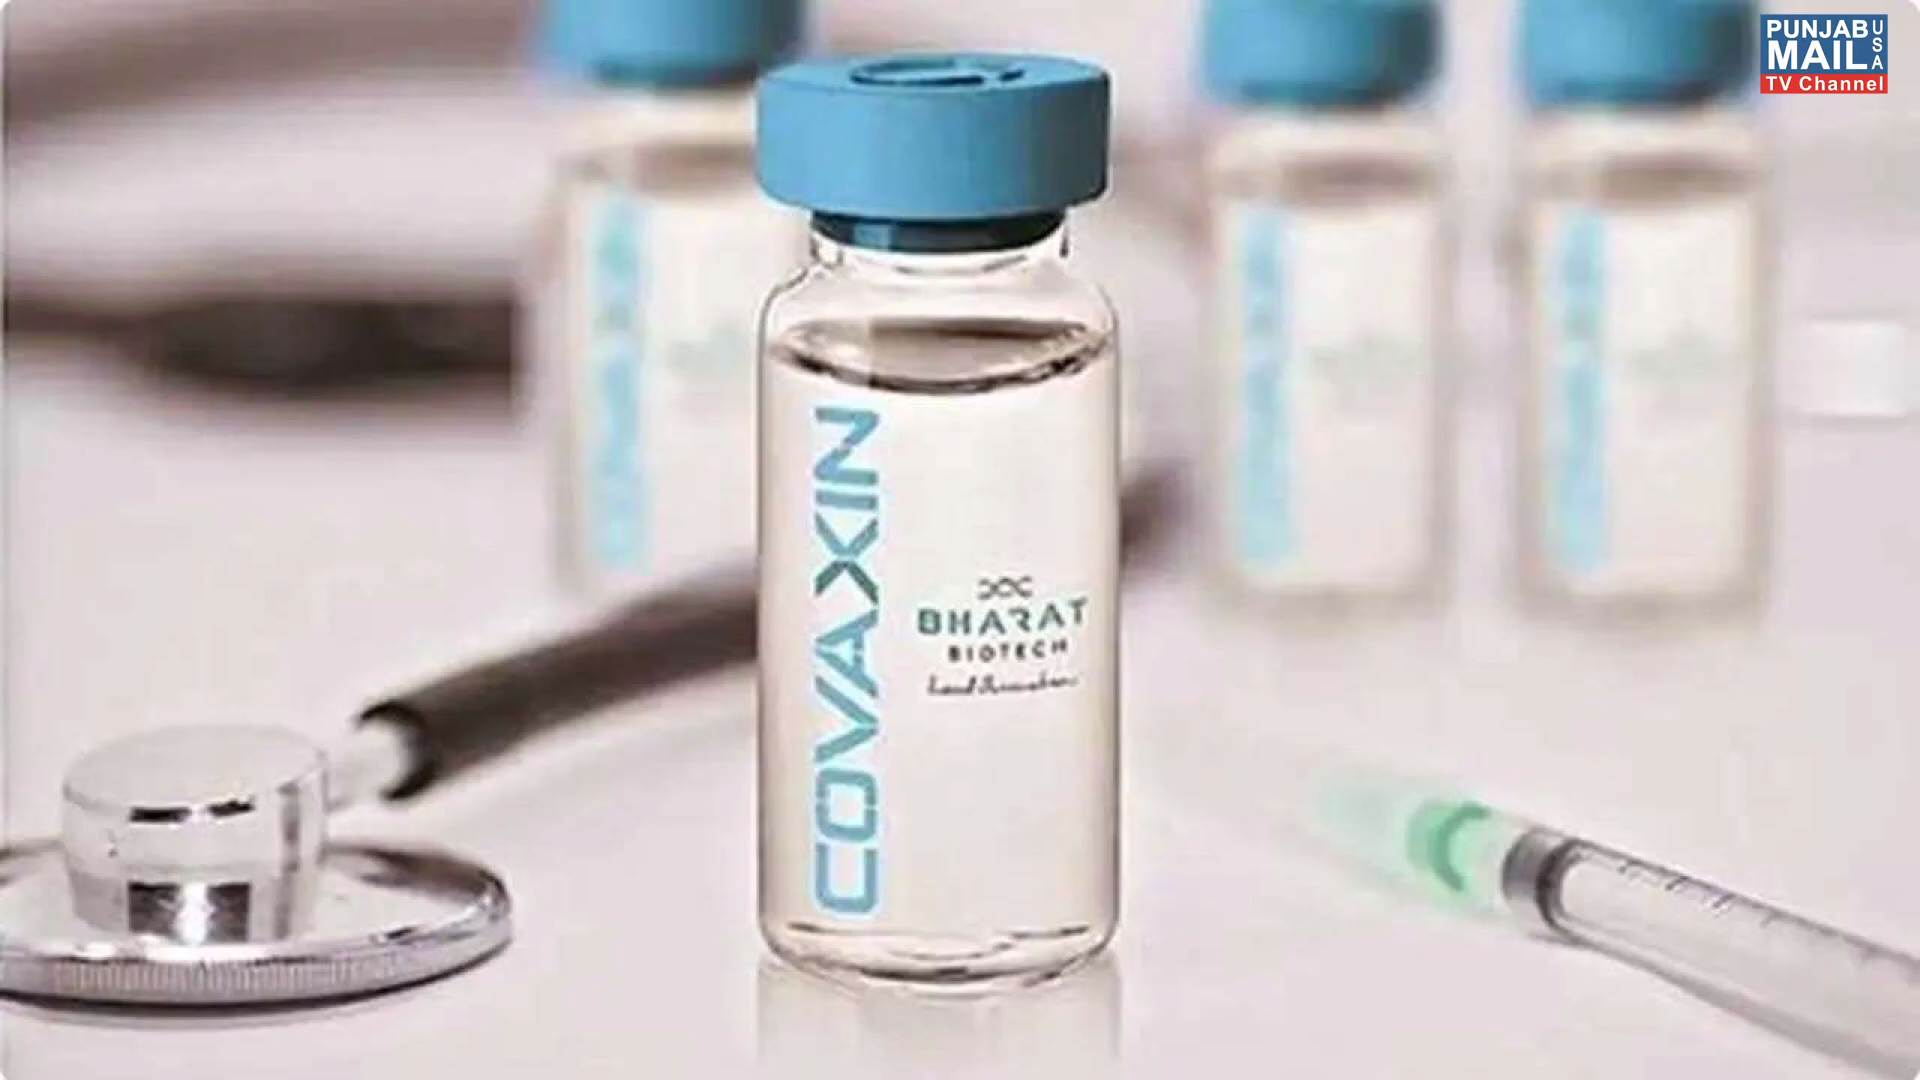 PUNJAB USA
MAIL
TV Channel
COVAXIN
BHARAT
BIOTECH